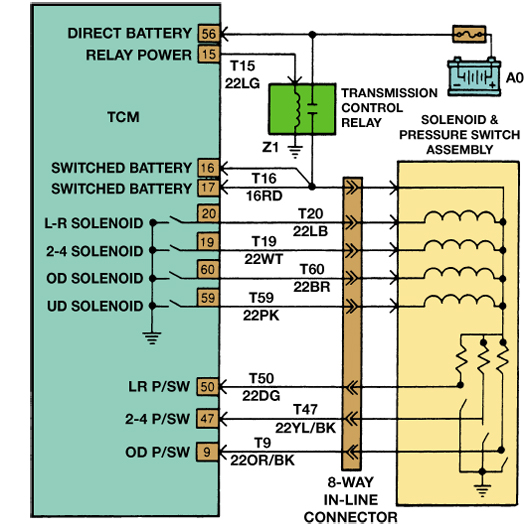 DIRECT BATTERY 56
RELAY POWER 15
T15
22LG
A0
TCM
TRANSMISSION
CONTROL
RELAY
Z1
SOLENOID &
PRESSURE SWITCH
ASSEMBLY
SWITCHED BATTERY 16
SWITCHED BATTERY 17
T16
16RD
L-R SOLENOID 20
T20
22LB
2-4 SOLENOID 19
T19
22WT
OD SOLENOID 60
T60
22BR
UD SOLENOID 59
T59
22PK
LR P/SW 50
T50
22DG
2-4 P/SW 47
T47
22YL/BK
OD P/SW 9
T9
22OR/BK
8-WAY
IN-LINE
CONNECTOR